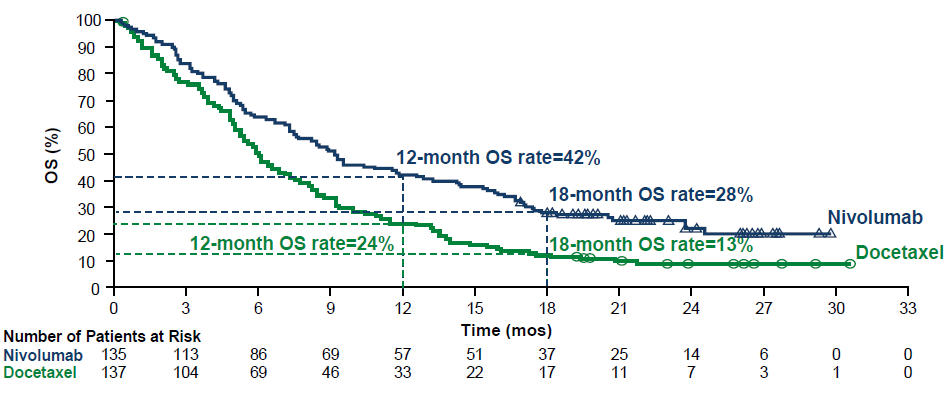 100
90
80
70
60
50
40
30
20
10
0
OS (%)
12-month OS rate=42%
18-month OS rate=28%
Nivolumab
12-month OS rate=24%
18-month OS rate=13%
Docetaxel
0 3 6 9 12 15 18 21 24 27 30 33
Time (mos)
Number of Patients at Risk
Nivolumab 135 113 86 69 57 51 37 25 14 6 0 0
Docetaxel 137 104 69 46 33 22 17 11 7 3 1 0